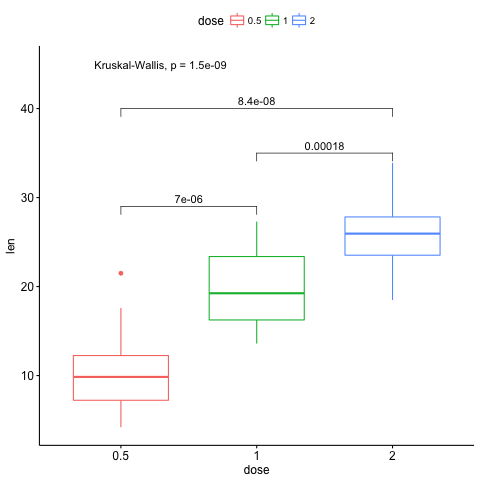 dose 0.5 1 2
Kruskal-Wallis, p = 1.5e-09
40
8.4e-08
0.00018
30
7e-06
len
20
10
0.5 1 2
dose